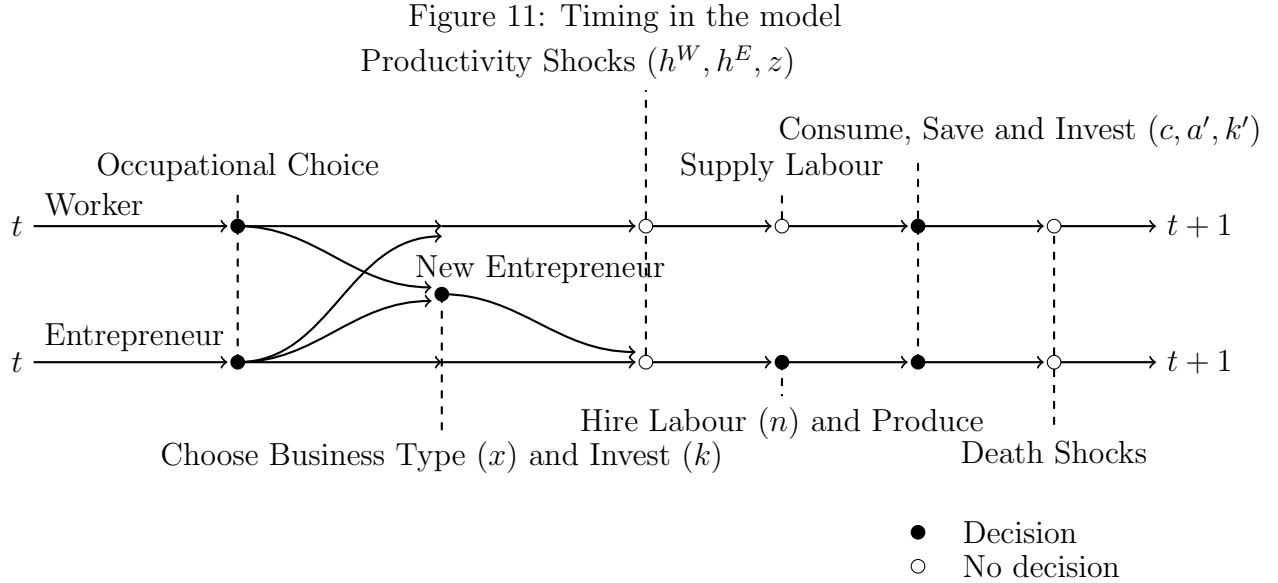 Figure 11: Timing in the model
Productivity Shocks (h^W, h^E, z)
Consume, Save and Invest (c, a′, k′)
Occupational Choice
Supply Labour
Worker
t
t + 1
New Entrepreneur
Entrepreneur
t
t + 1
Hire Labour (n) and Produce
Choose Business Type (x) and Invest (k)
Death Shocks
Decision
No decision